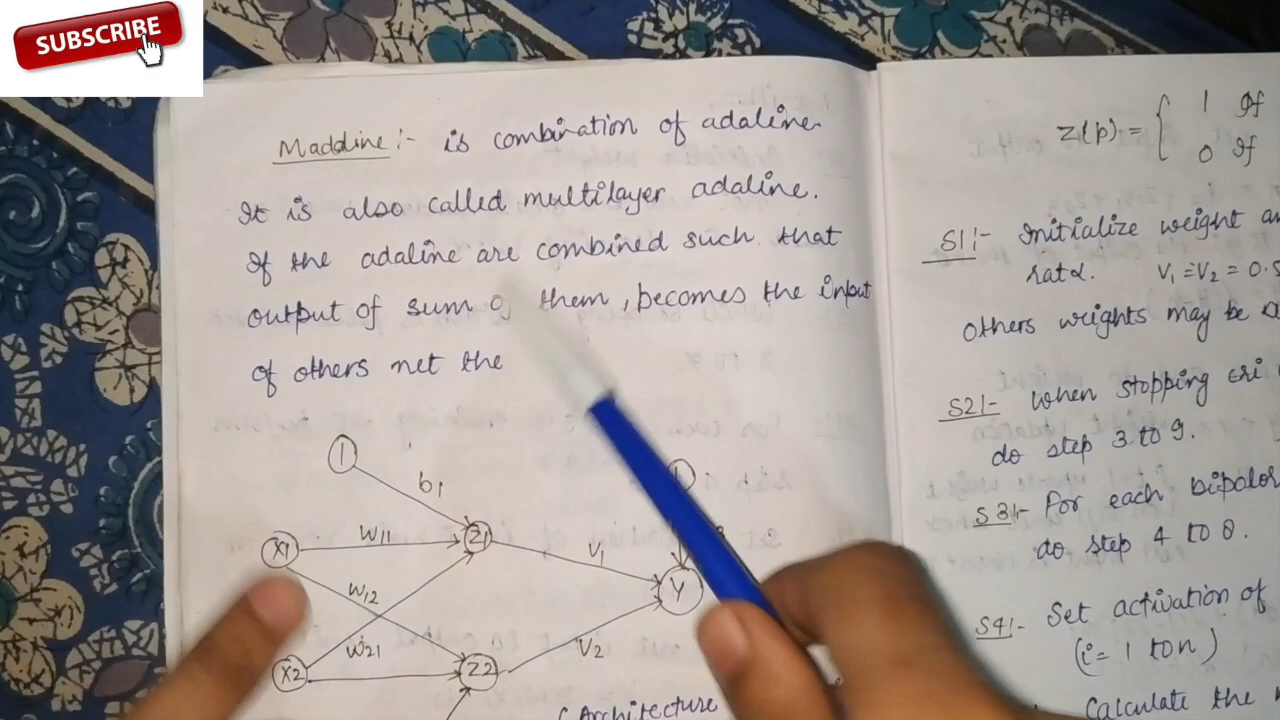 SUBSCRIBE
Maddine :- is combination of adaline.
It is also called multilayer adaline.
If the adaline are combined such that
output of sum of them, becomes the input
of others net the
1
b1
X1
W11
Z1
V1
1
W12
Y
W21
X2
Z2
V2
(Architecture
Z(p) = { 1 If
0 If
S1:- Initialize weight
V1 = V2 = 0.5
others weights may be
S2:- When stopping cri
do step 3 to 9.
S3:- For each bipolar
do step 4 to 8.
S4:- Set activation of
(i = 1 to n)
Calculate the